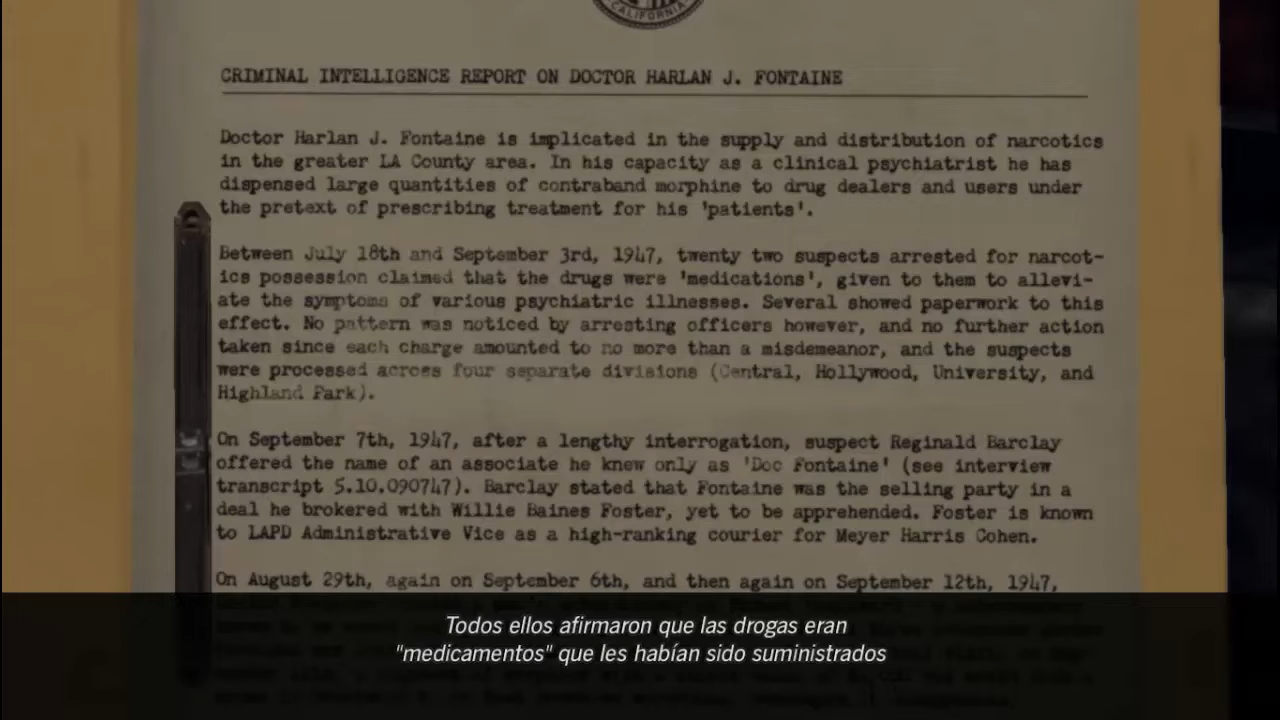 CALIFORNIA
CRIMINAL INTELLIGENCE REPORT ON DOCTOR HARLAN J. FONTAINE
Doctor Harlan J. Fontaine is implicated in the supply and distribution of narcotics
in the greater LA County area. In his capacity as a clinical psychiatrist he has
dispensed large quantities of contraband morphine to drug dealers and users under
the pretext of prescribing treatment for his 'patients'.
Between July 18th and September 3rd, 1947, twenty two suspects arrested for narcot-
ics possession claimed that the drugs were 'medications', given to them to allevi-
ate the symptoms of various psychiatric illnesses. Several showed paperwork to this
effect. No pattern was noticed by arresting officers however, and no further action
taken since each charge amounted to no more than a misdemeanor, and the suspects
were processed across four separate divisions (Central, Hollywood, University, and
Highland Park).
On September 7th, 1947, after a lengthy interrogation, suspect Reginald Barclay
offered the name of an associate he knew only as 'Doc Fontaine' (see interview
transcript 5.10.090747). Barclay stated that Fontaine was the selling party in a
deal he brokered with Willie Baines Foster, yet to be apprehended. Foster is known
to LAPD Administrative Vice as a high-ranking courier for Meyer Harris Cohen.
On August 29th, again on September 6th, and then again on September 12th, 1947,
Todos ellos afirmaron que las drogas eran
"medicamentos" que les habían sido suministrados